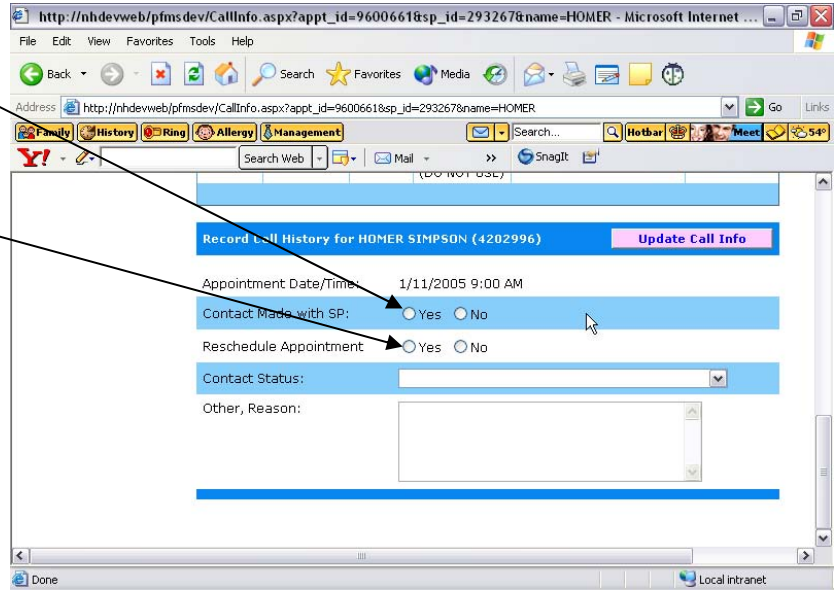 http://nhdevweb/pfmsdev/CallInfo.aspx?appt_id=9600661&sp_id=293267&name=HOMER - Microsoft Internet ...
File Edit View Favorites Tools Help
Back Search Favorites Media
Address http://nhdevweb/pfmsdev/CallInfo.aspx?appt_id=9600661&sp_id=293267&name=HOMER Go Links
Family History Ring Allergy Management Search... Hotbar Meet 54°
Y! Search Web Mail » SnagIt
(DO NOT USE)
Record Call History for HOMER SIMPSON (4202996) Update Call Info
Appointment Date/Time: 1/11/2005 9:00 AM
Contact Made with SP: Yes No
Reschedule Appointment Yes No
Contact Status:
Other, Reason:
Done Local intranet